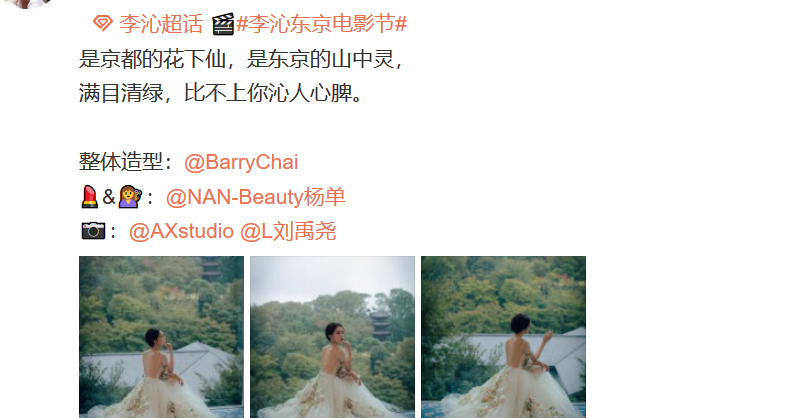 李沁超话 #李沁东京电影节#
是京都的花下仙，是东京的山中灵，
满目清绿，比不上你沁人心脾。
整体造型：@BarryChai
&：@NAN-Beauty杨单
：@AXstudio @L刘禹尧